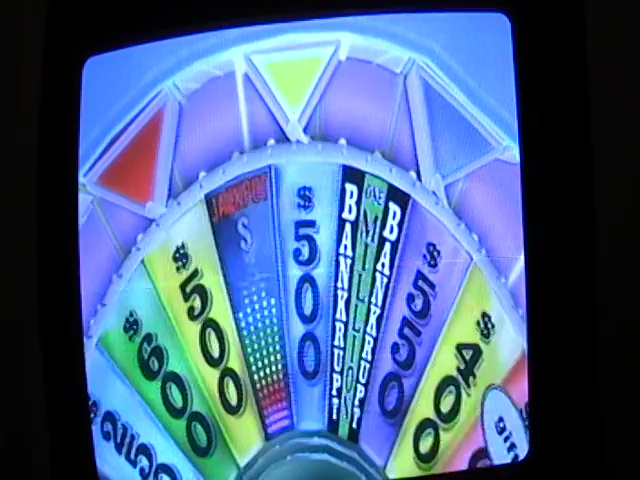 $500
JACKPOT
$
$500
BANKRUPT
ONE
MILLION
BANKRUPT
$550
$400
$600